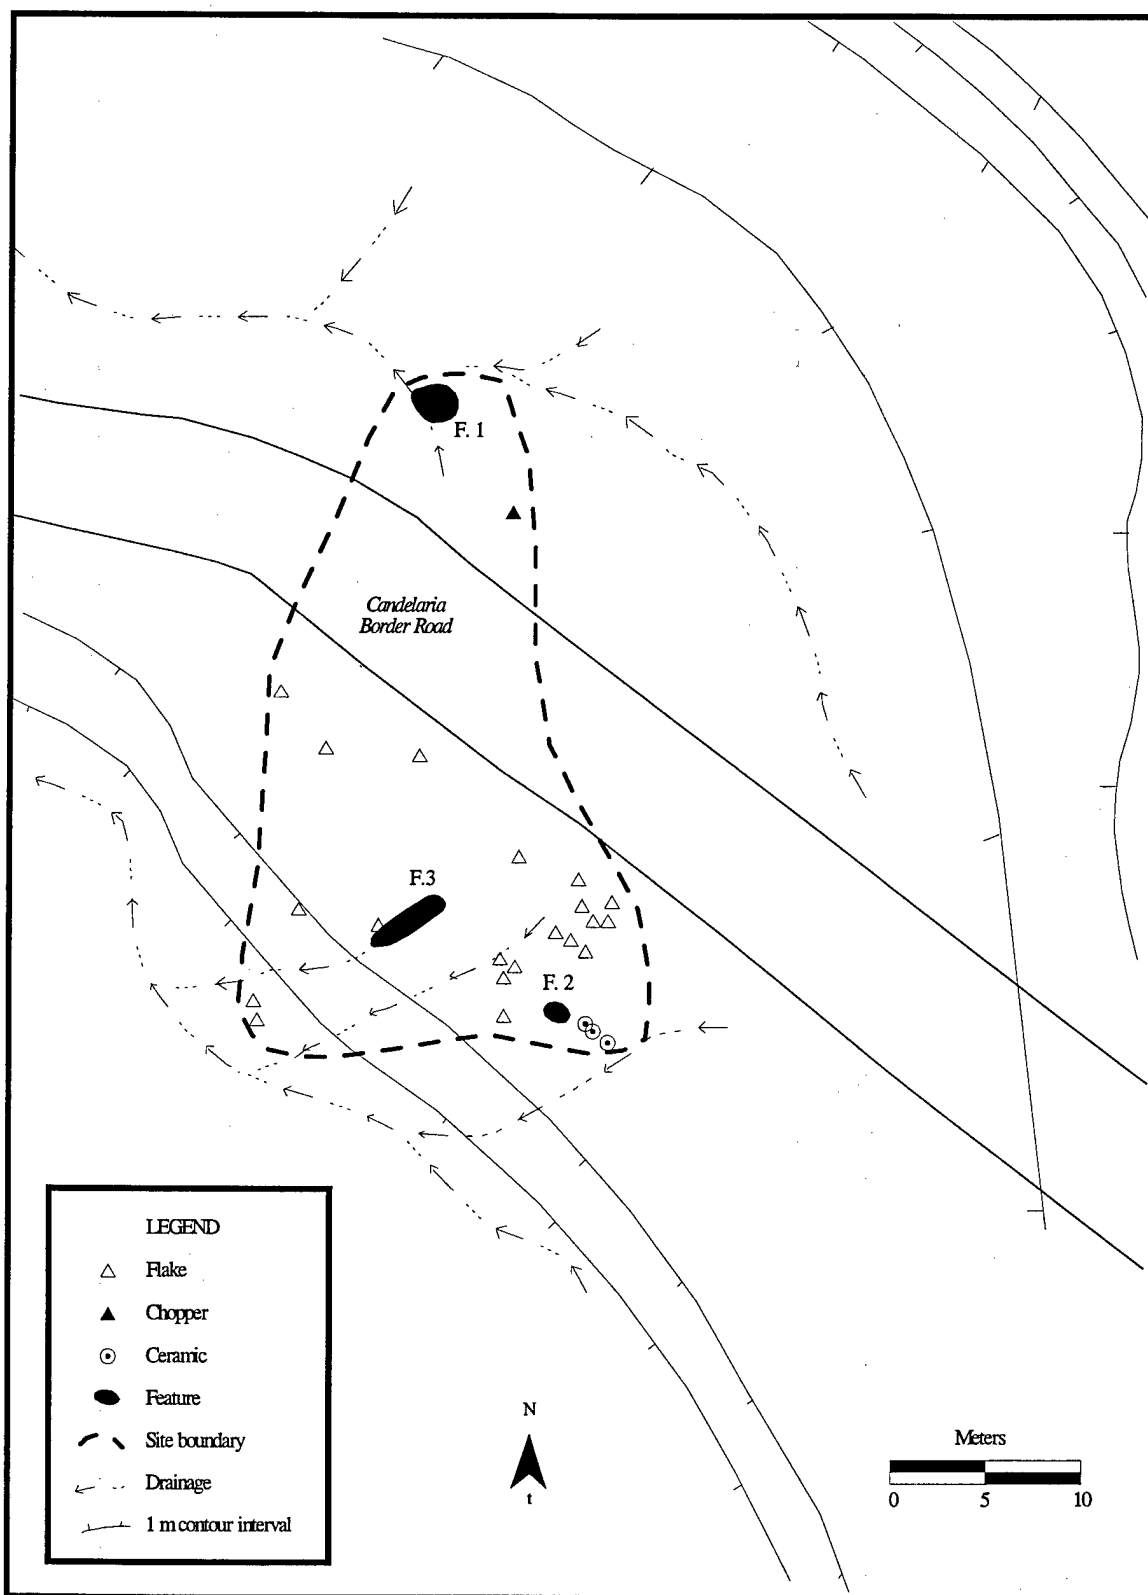 F. 1
Candelaria
Border Road
F.3
F. 2
LEGEND
Flake
Chopper
Ceramic
Feature
Site boundary
Drainage
1 m contour interval
N
t
Meters
0 5 10